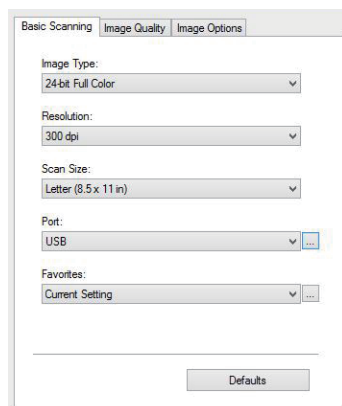 Basic Scanning Image Quality Image Options
Image Type:
24-bit Full Color
Resolution:
300 dpi
Scan Size:
Letter (8.5 x 11 in)
Port:
USB
...
Favorites:
Current Setting
...
Defaults